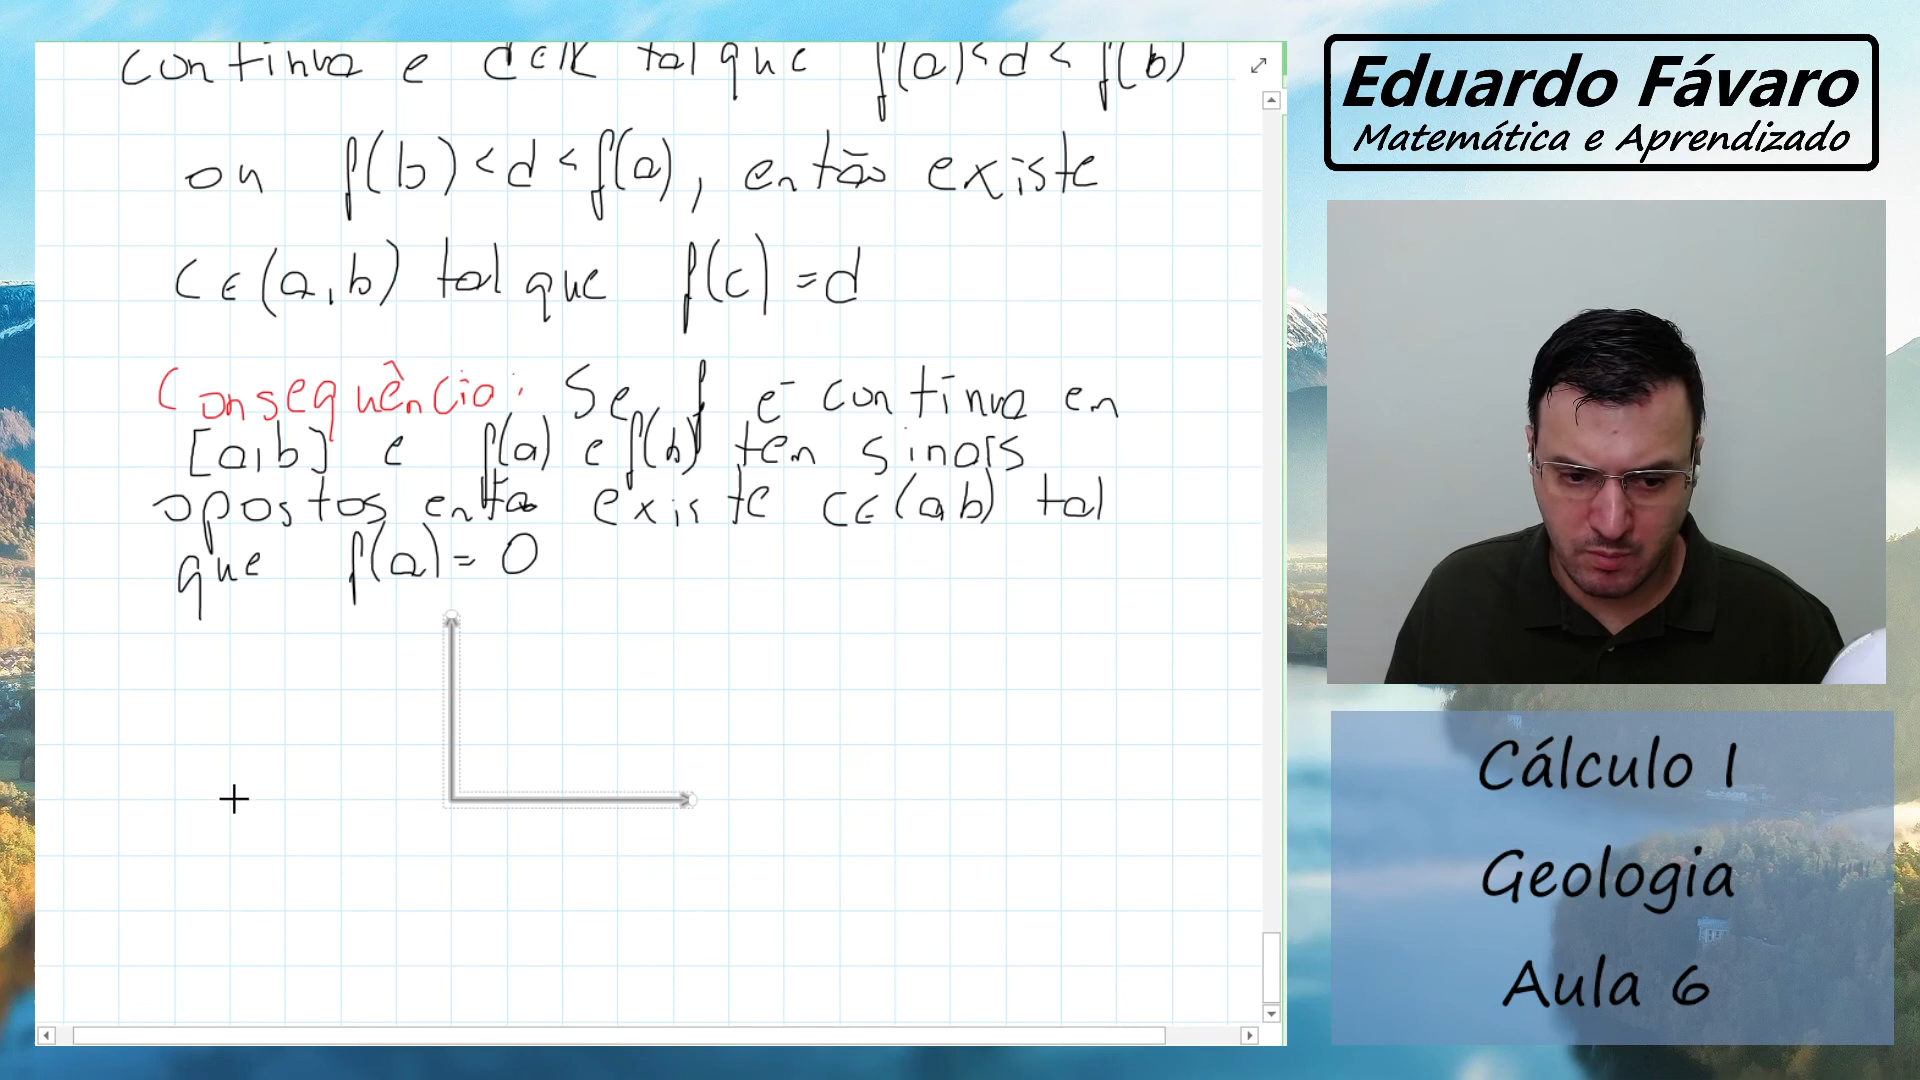 contínua e d∈ℝ tal que f(a)<d<f(b)
ou f(b)<d<f(a), então existe
c∈(a,b) tal que f(c)=d
Consequência: Se f é contínua em
[a,b] e f(a) e f(b) tem sinais
opostos então existe c∈(a,b) tal
que f(a)=0
Eduardo Fávaro
Matemática e Aprendizado
Cálculo I
Geologia
Aula 6